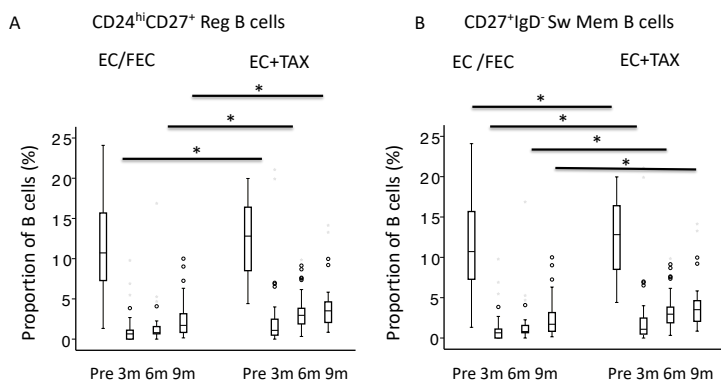 A
CD24hiCD27+ Reg B cells
EC/FEC
EC+TAX
*
*
*
Proportion of B cells (%)
25
20
15
10
5
0
Pre 3m 6m 9m
Pre 3m 6m 9m
B
CD27+IgD- Sw Mem B cells
EC /FEC
EC+TAX
*
*
*
*
Proportion of B cells (%)
25
20
15
10
5
0
Pre 3m 6m 9m
Pre 3m 6m 9m